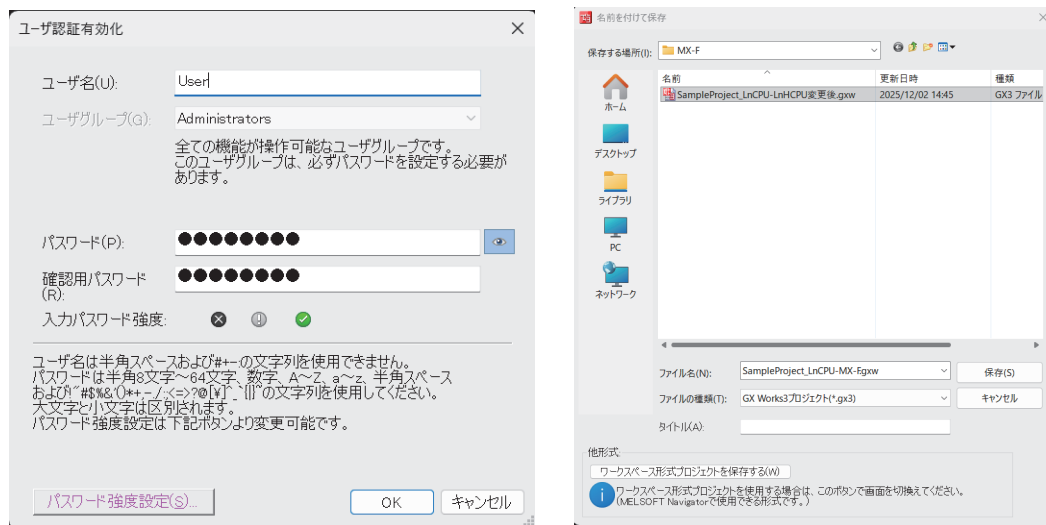 ユーザ認証有効化
ユーザ名(U):
User
ユーザグループ(G):
Administrators
全ての機能が操作可能なユーザグループです。
このユーザグループは、必ずパスワードを設定する必要が
あります。
パスワード(P):
●●●●●●●●
確認用パスワード
(R):
●●●●●●●●
入力パスワード強度:
ユーザ名は半角スペースおよび#+-:の文字列を使用できません。
パスワードは半角8文字～64文字、数字、A～Z、a～z、半角スペース
および!"#$%&'()*+,-./:;<=>?@[¥]^_`{|}~の文字列を使用してください。
大文字と小文字は区別されます。
パスワード強度設定は下記ボタンより変更可能です。
パスワード強度設定(S)...
OK
キャンセル
名前を付けて保存
保存する場所(I):
MX-F
名前
更新日時
種類
SampleProject_LnCPU-LnHCPU変更後.gxw
2025/12/02 14:45
GX3 ファイル
ホーム
デスクトップ
ライブラリ
PC
ネットワーク
ファイル名(N):
SampleProject_LnCPU-MX-F.gxw
保存(S)
ファイルの種類(T):
GX Works3プロジェクト(*.gx3)
キャンセル
タイトル(A):
他形式
ワークスペース形式プロジェクトを保存する(W)
ワークスペース形式プロジェクトを使用する場合は、このボタンで画面を切換えてください。
(MELSOFT Navigatorで使用できる形式です。)